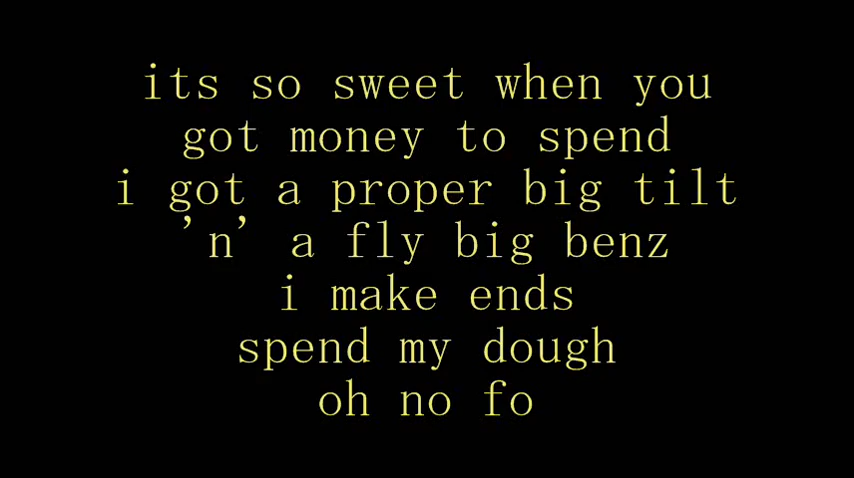 its so sweet when you
got money to spend
i got a proper big tilt
'n' a fly big benz
i make ends
spend my dough
oh no fo